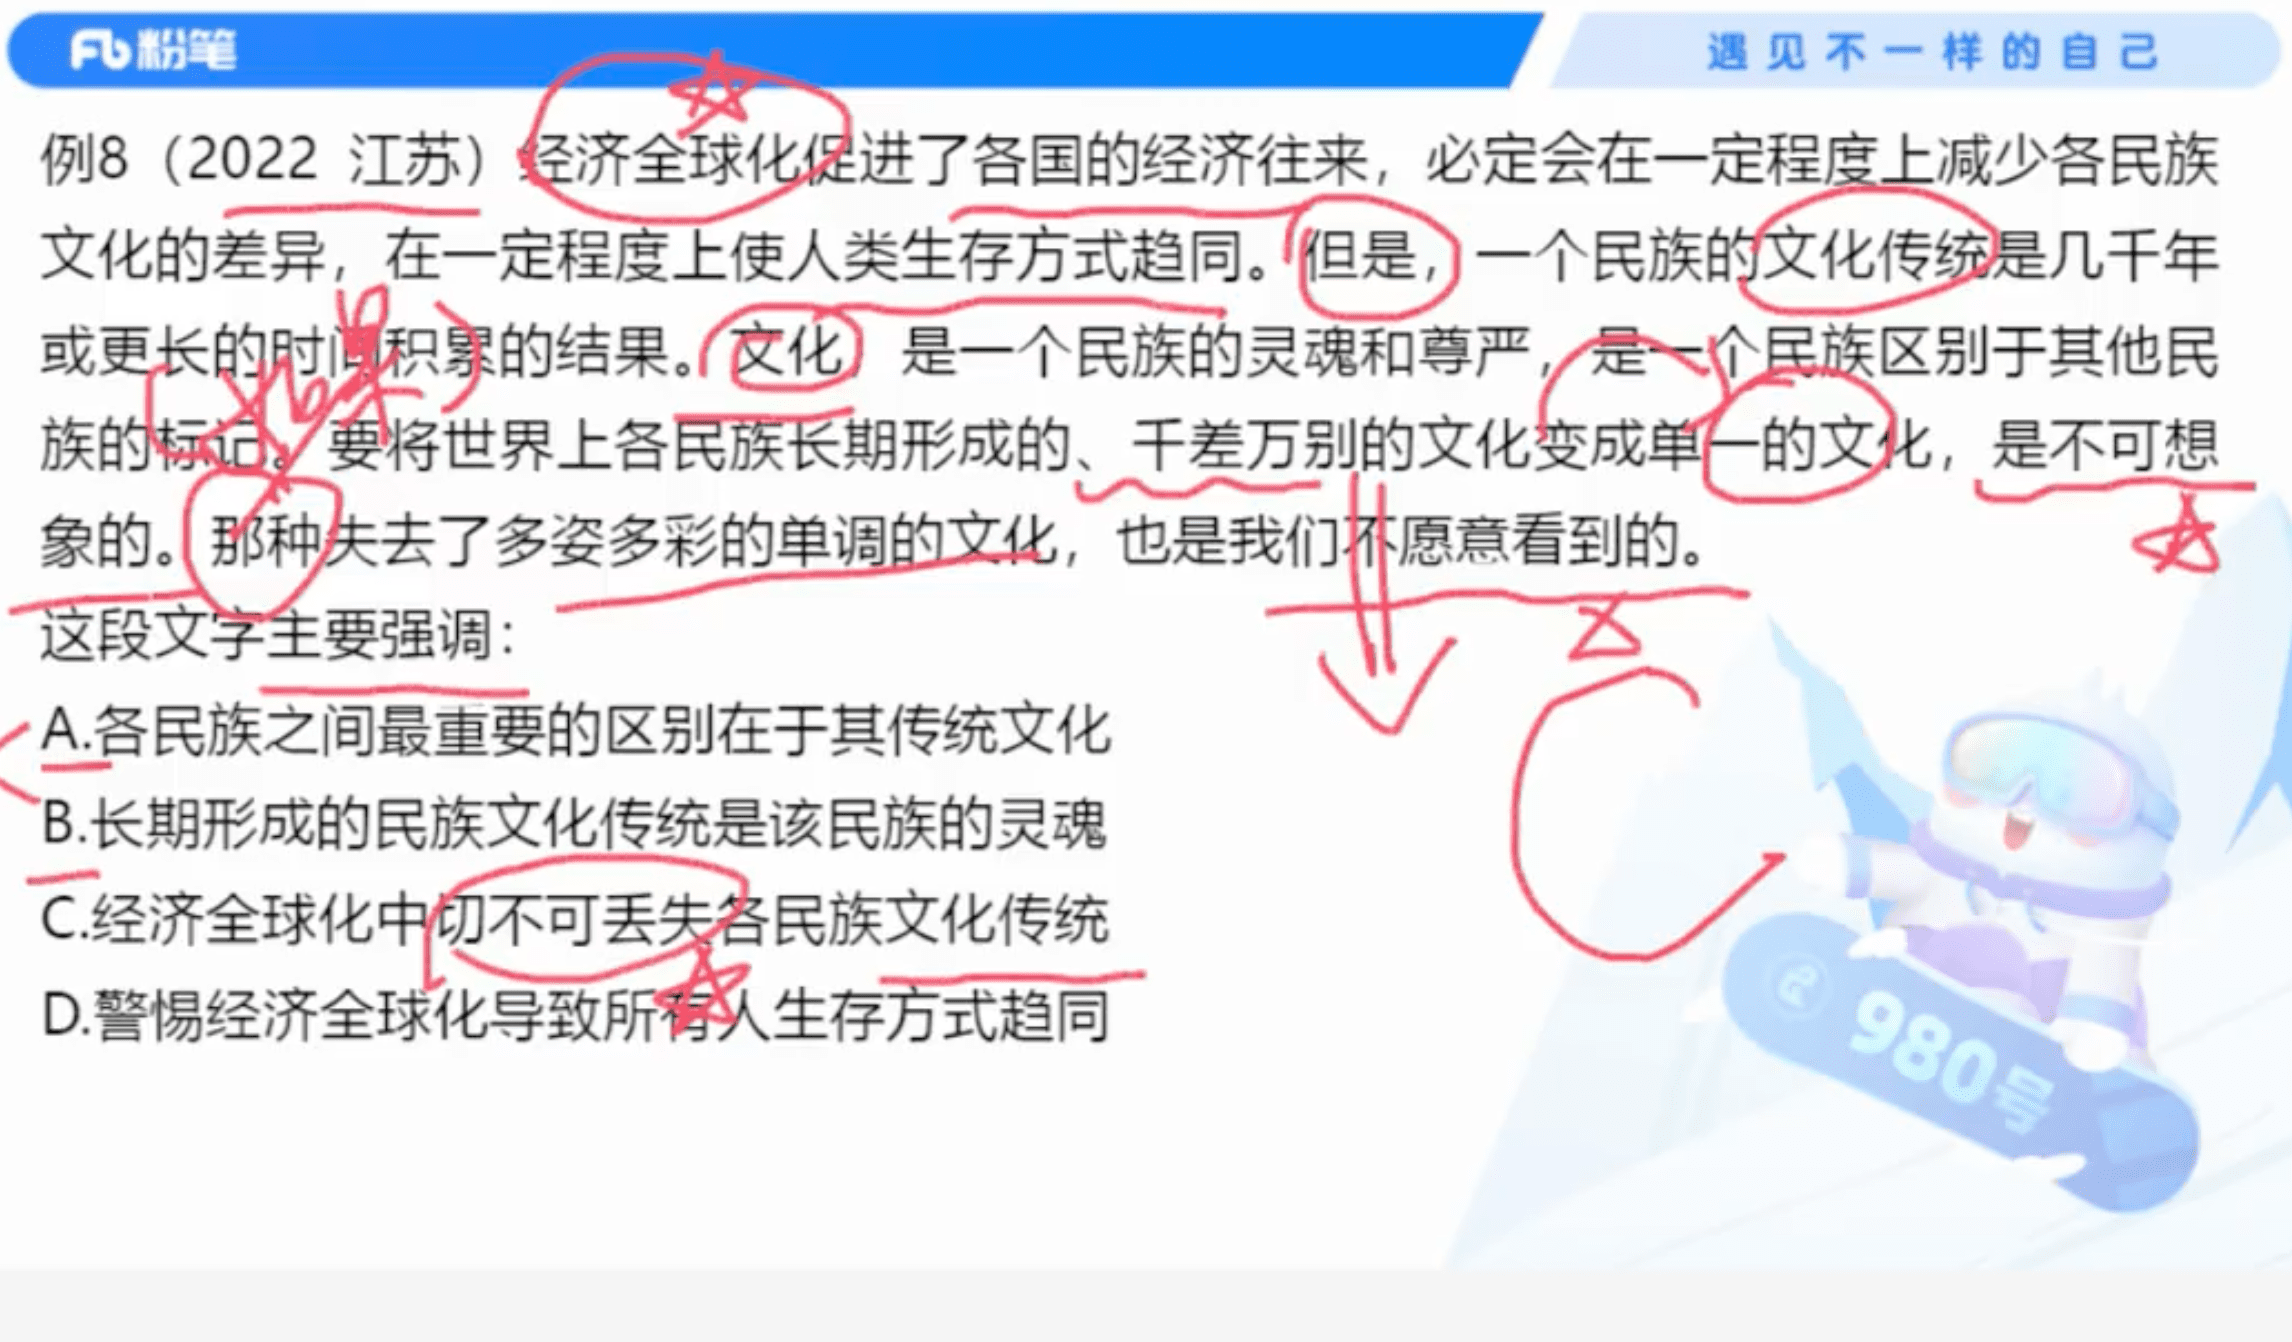 粉笔
遇见不一样的自己
例8（2022 江苏）经济全球化促进了各国的经济往来，必定会在一定程度上减少各民族
文化的差异，在一定程度上使人类生存方式趋同。但是，一个民族的文化传统是几千年
或更长的时间积累的结果。文化，是一个民族的灵魂和尊严，是一个民族区别于其他民
族的标记。要将世界上各民族长期形成的、千差万别的文化变成单一的文化，是不可想
象的。那种失去了多姿多彩的单调的文化，也是我们不愿意看到的。
这段文字主要强调：
A.各民族之间最重要的区别在于其传统文化
B.长期形成的民族文化传统是该民族的灵魂
C.经济全球化中切不可丢失各民族文化传统
D.警惕经济全球化导致所有人生存方式趋同
980号